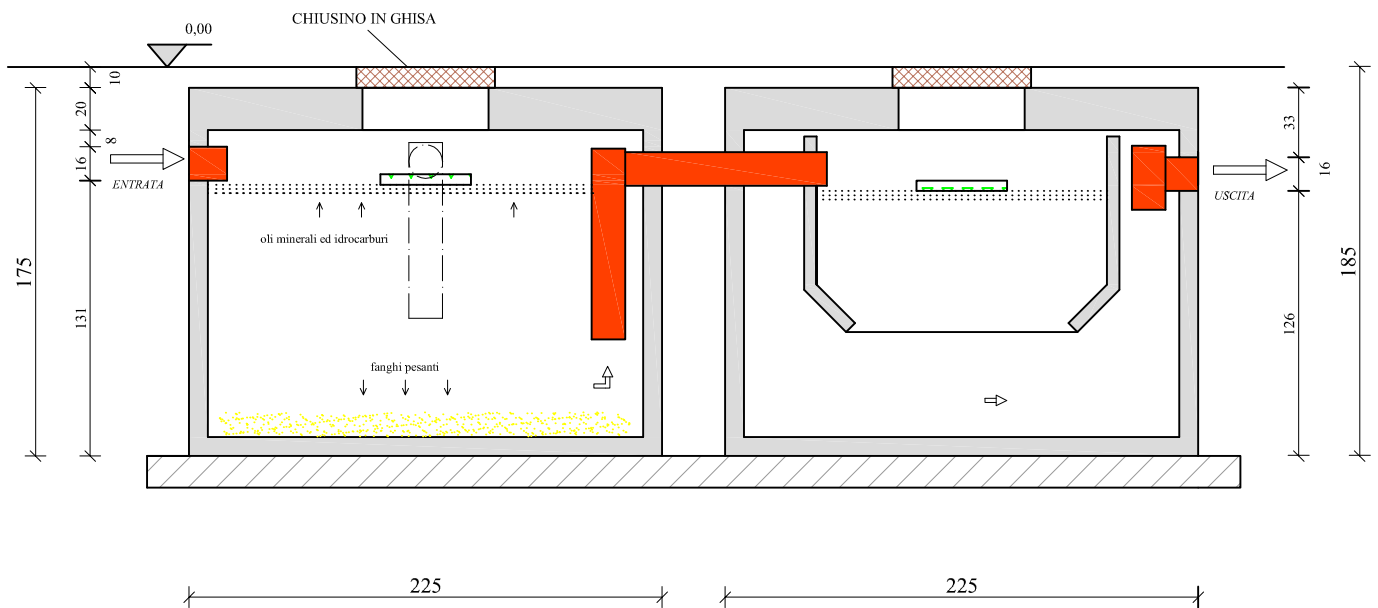 CHIUSINO IN GHISA
0,00
10
20
8
16
ENTRATA
175
131
oli minerali ed idrocarburi
fanghi pesanti
33
16
USCITA
185
126
225
225